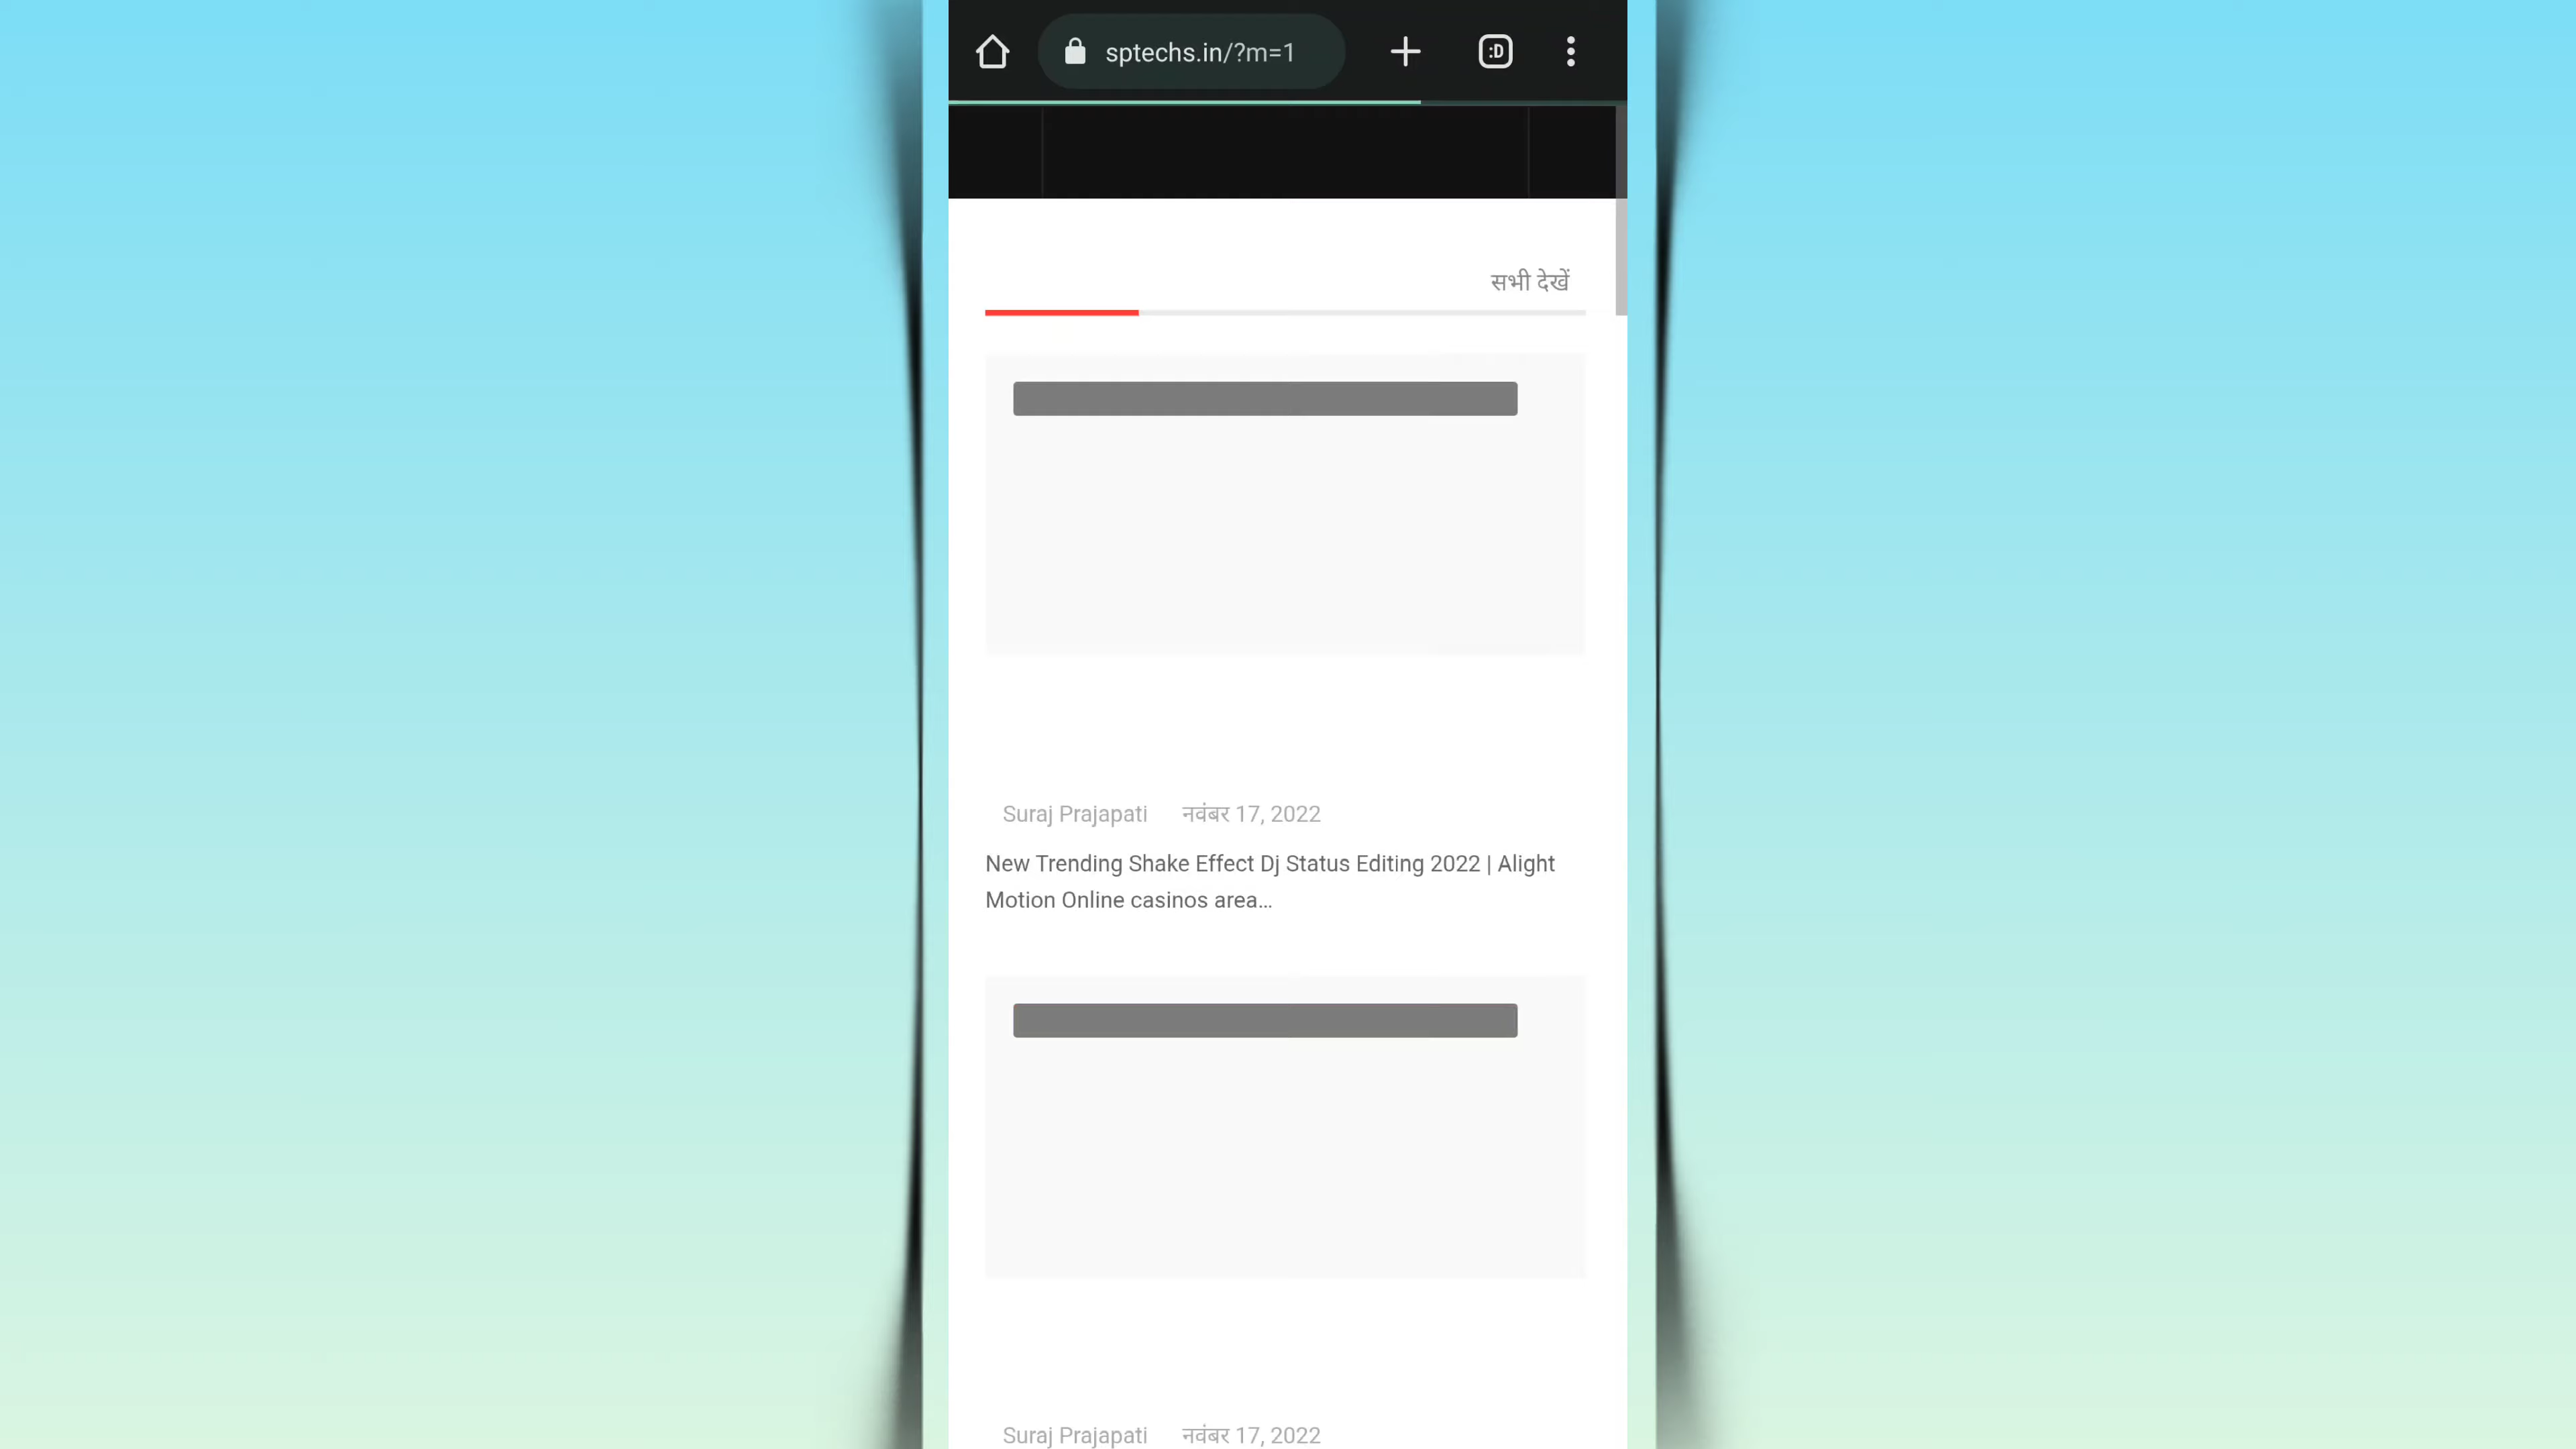 sptechs.in/?m=1
:D
सभी देखें
Suraj Prajapati नवंबर 17, 2022
New Trending Shake Effect Dj Status Editing 2022 | Alight
Motion Online casinos area...
Suraj Prajapati नवंबर 17, 2022